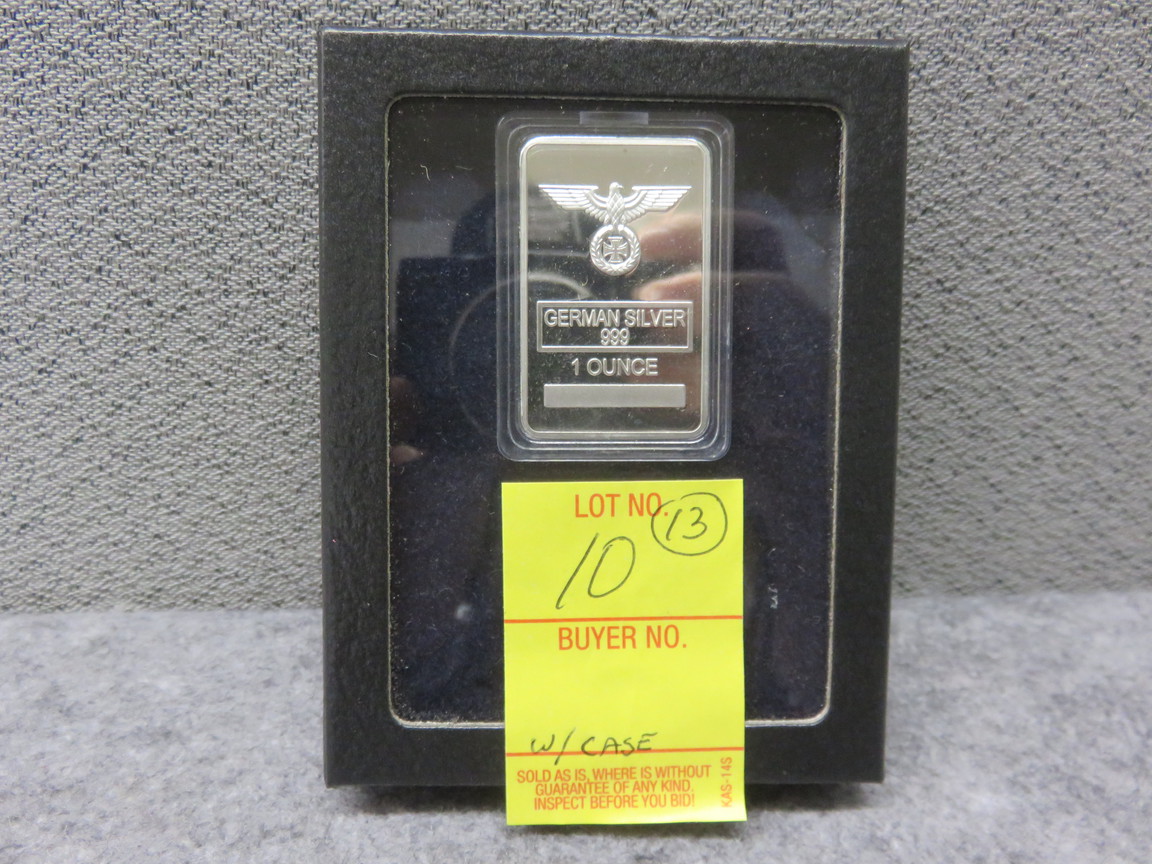 GERMAN SILVER
999
1 OUNCE
LOT NO.
10 13
BUYER NO.
W/ CASE
SOLD AS IS, WHERE IS WITHOUT
GUARANTEE OF ANY KIND,
INSPECT BEFORE YOU BID!
KAS-14S